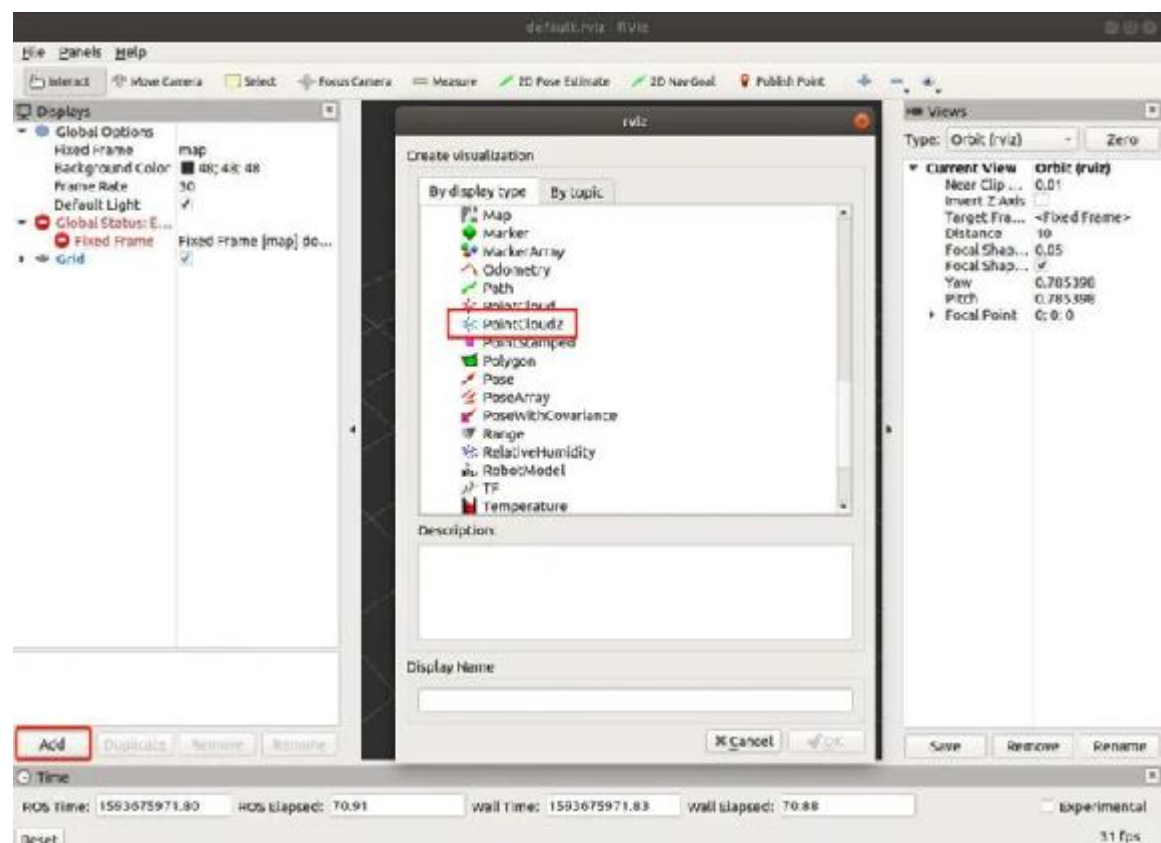 default.rviz - RViz
File Panels Help
Interact Move Camera Select Focus Camera Measure 2D Pose Estimate 2D Nav Goal Publish Point
Displays
Global Options
Fixed Frame map
Background Color 48; 48; 48
Frame Rate 30
Default Light
Global Status: E...
Fixed Frame Fixed Frame [map] do...
Grid
Add Duplicate Remove Rename
rviz
Create visualization
By display type By topic
Map
Marker
MarkerArray
Odometry
Path
PointCloud
PointCloud2
PointStamped
Polygon
Pose
PoseArray
PoseWithCovariance
Range
RelativeHumidity
RobotModel
TF
Temperature
Description:
Display Name
Cancel OK
Views
Type: Orbit (rviz) Zero
Current View Orbit (rviz)
Near Clip ... 0.01
Invert Z Axis
Target Fra... <Fixed Frame>
Distance 10
Focal Shap... 0.05
Focal Shap...
Yaw 0.785398
Pitch 0.785398
Focal Point 0; 0; 0
Save Remove Rename
Time
ROS Time: 1593675971.80 ROS Elapsed: 70.91 Wall Time: 1593675971.83 Wall Elapsed: 70.88 Experimental
Reset 31 fps